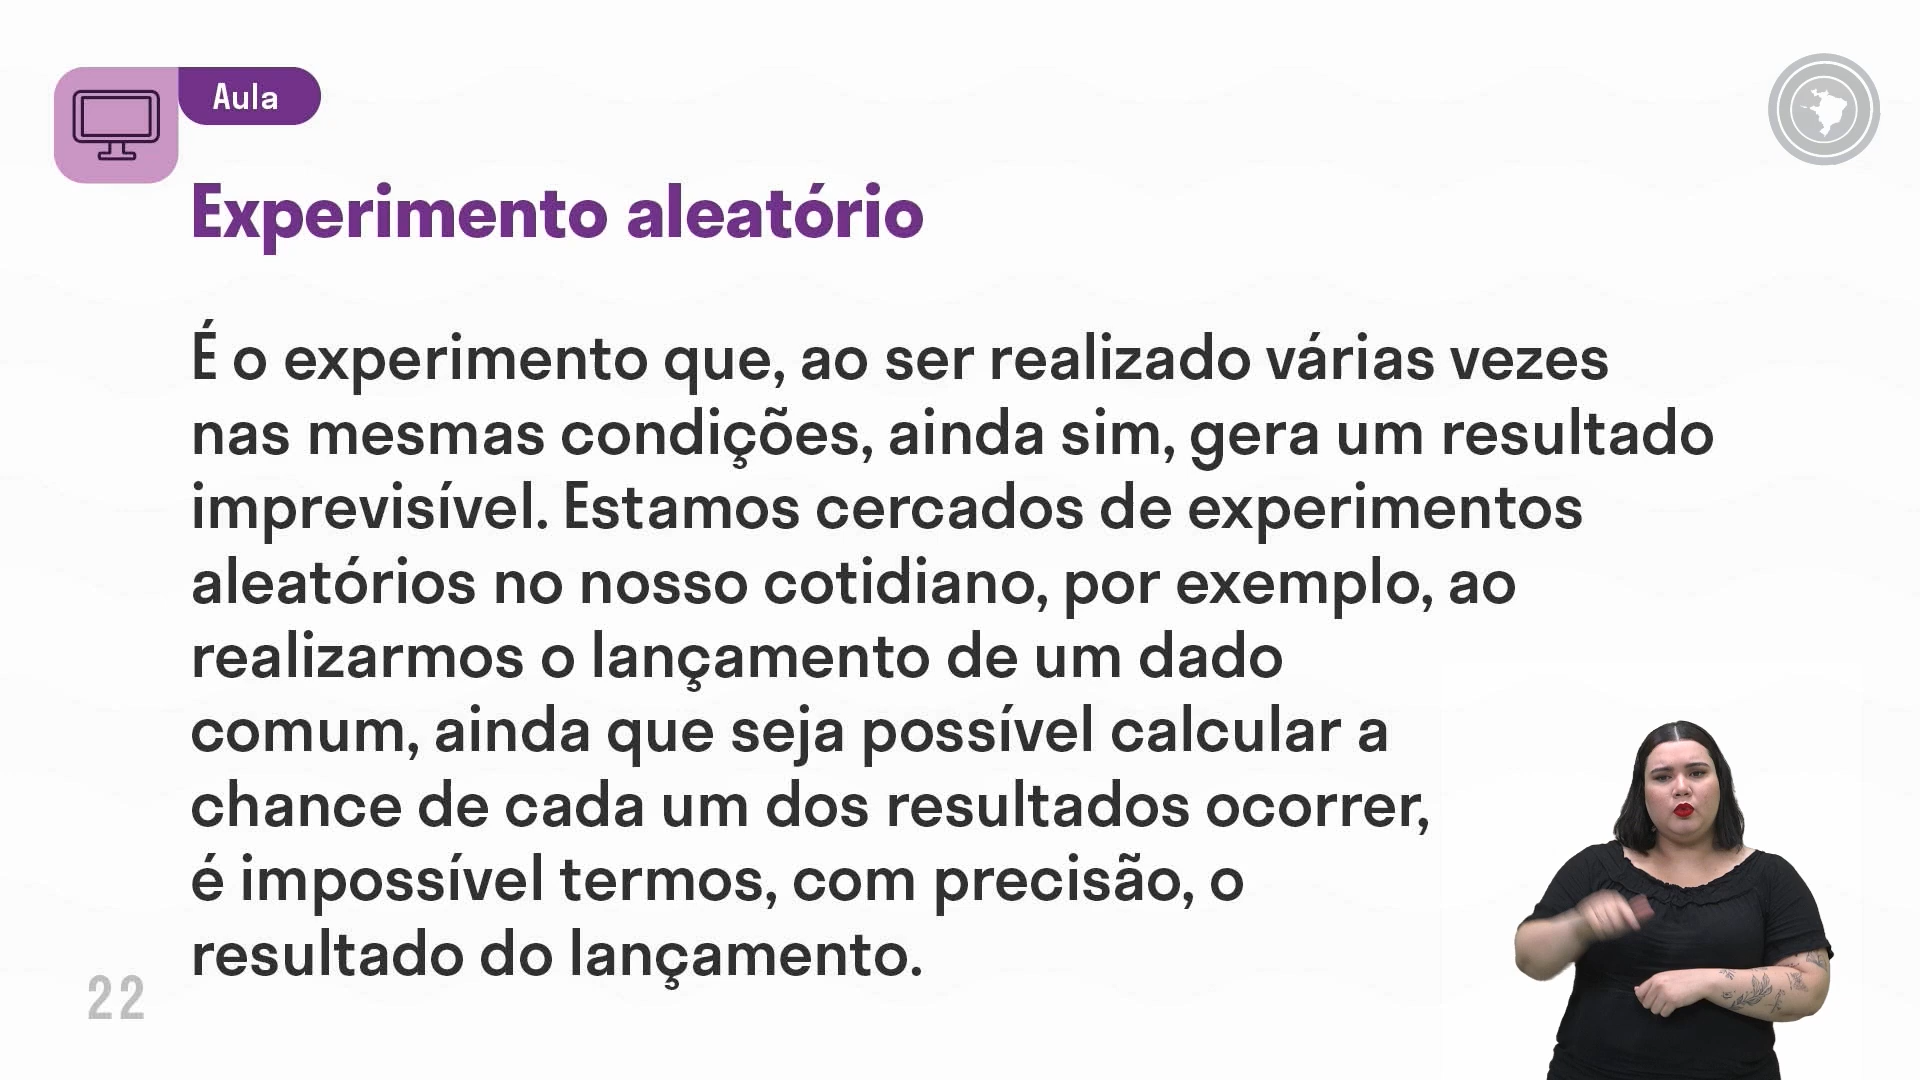 Aula
Experimento aleatório
É o experimento que, ao ser realizado várias vezes
nas mesmas condições, ainda sim, gera um resultado
imprevisível. Estamos cercados de experimentos
aleatórios no nosso cotidiano, por exemplo, ao
realizarmos o lançamento de um dado
comum, ainda que seja possível calcular a
chance de cada um dos resultados ocorrer,
é impossível termos, com precisão, o
resultado do lançamento.
22